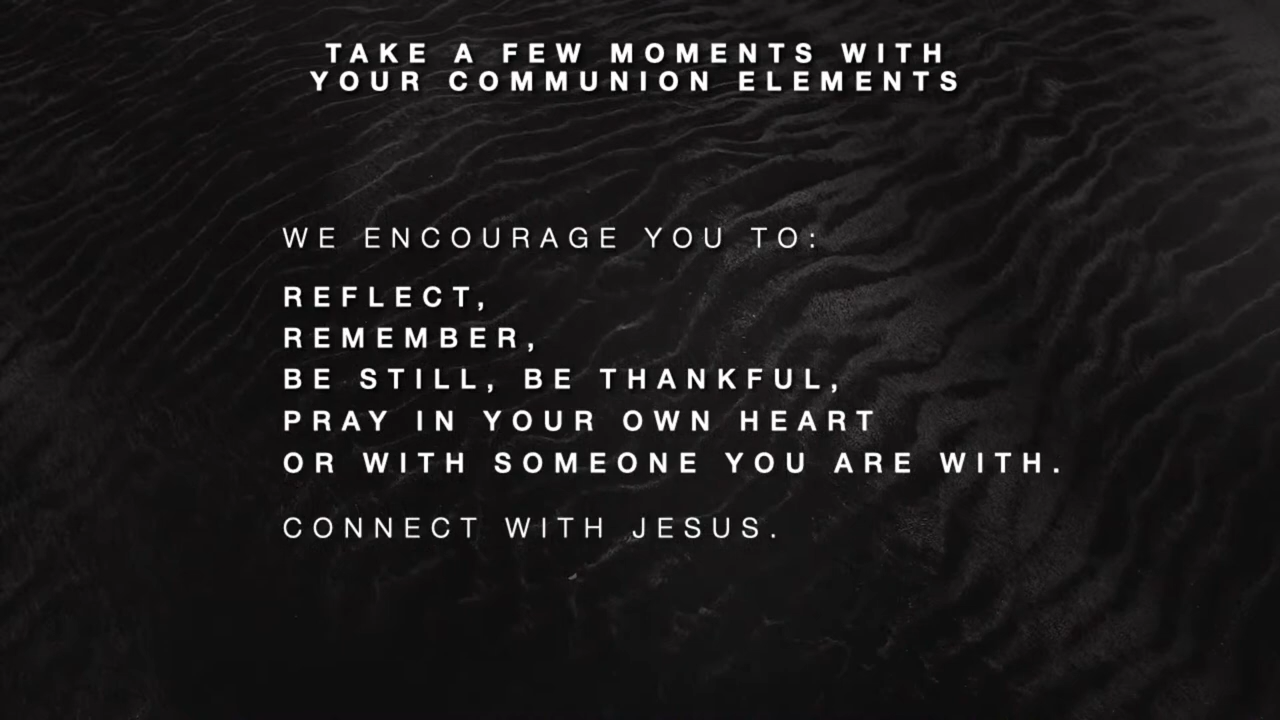 TAKE A FEW MOMENTS WITH
YOUR COMMUNION ELEMENTS
WE ENCOURAGE YOU TO:
REFLECT,
REMEMBER,
BE STILL, BE THANKFUL,
PRAY IN YOUR OWN HEART
OR WITH SOMEONE YOU ARE WITH.
CONNECT WITH JESUS.